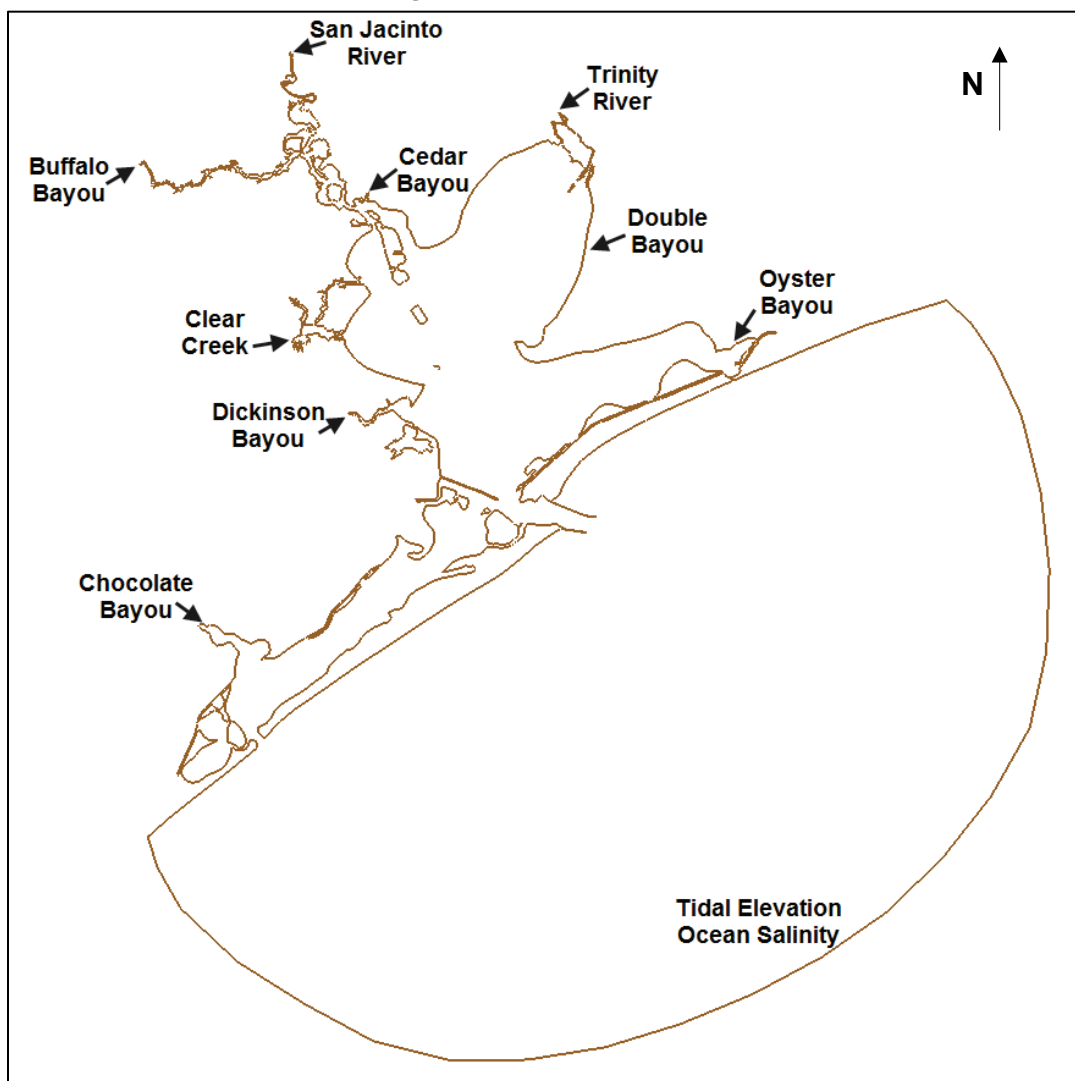 San Jacinto
River
Trinity
River
N
Buffalo
Bayou
Cedar
Bayou
Double
Bayou
Oyster
Bayou
Clear
Creek
Dickinson
Bayou
Chocolate
Bayou
Tidal Elevation
Ocean Salinity